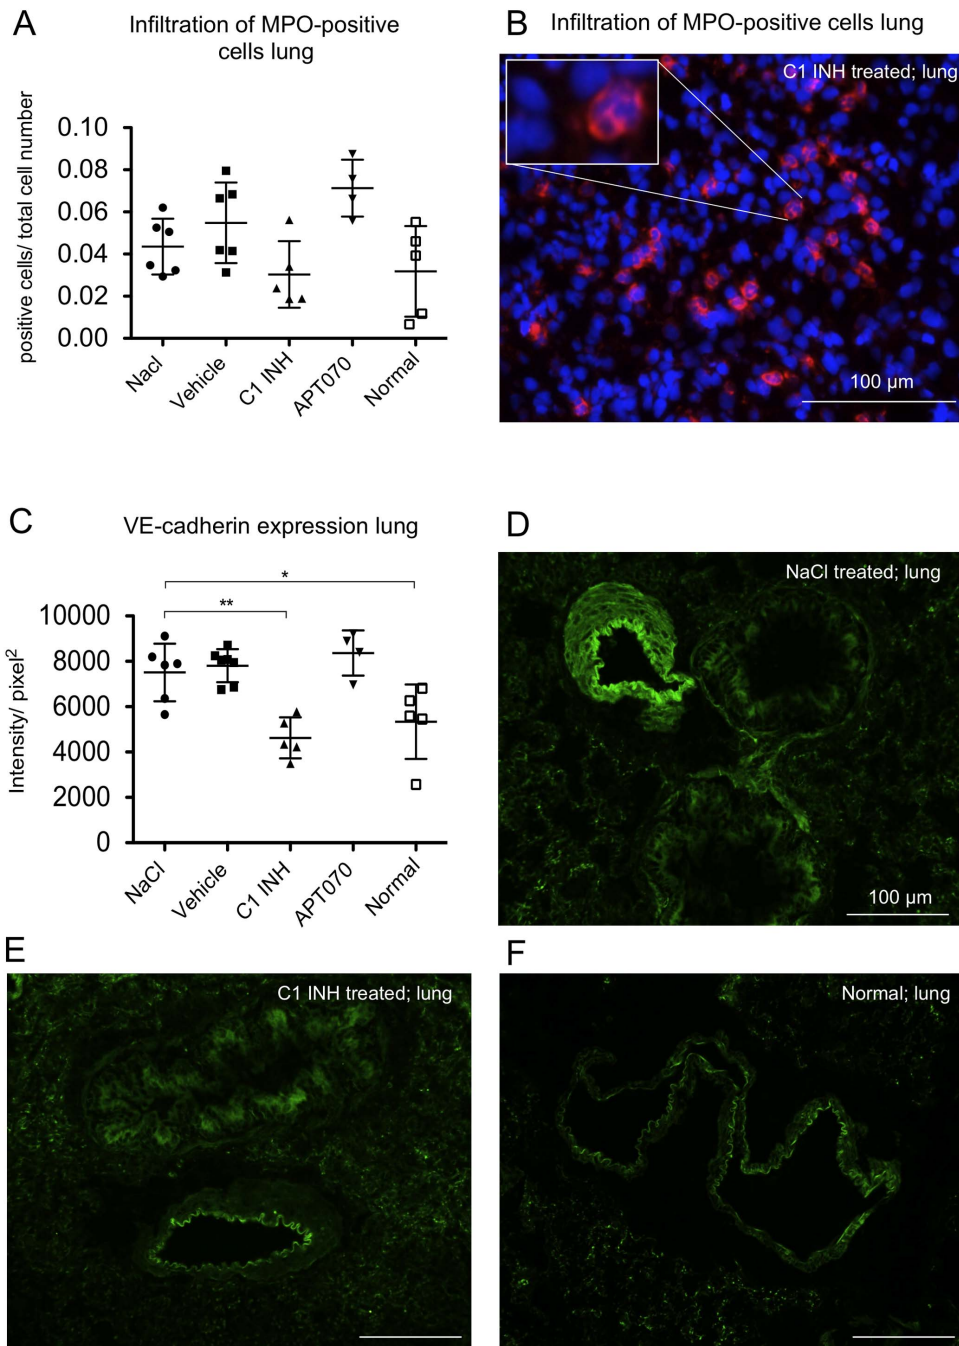 A
Infiltration of MPO-positive
cells lung
positive cells/ total cell number
0.10
0.08
0.06
0.04
0.02
0.00
Nacl
Vehicle
C1 INH
APT070
Normal
B
Infiltration of MPO-positive cells lung
C1 INH treated; lung
100 µm
C
VE-cadherin expression lung
*
**
Intensity/ pixel²
10000
8000
6000
4000
2000
0
NaCl
Vehicle
C1 INH
APT070
Normal
D
NaCl treated; lung
100 µm
E
C1 INH treated; lung
F
Normal; lung